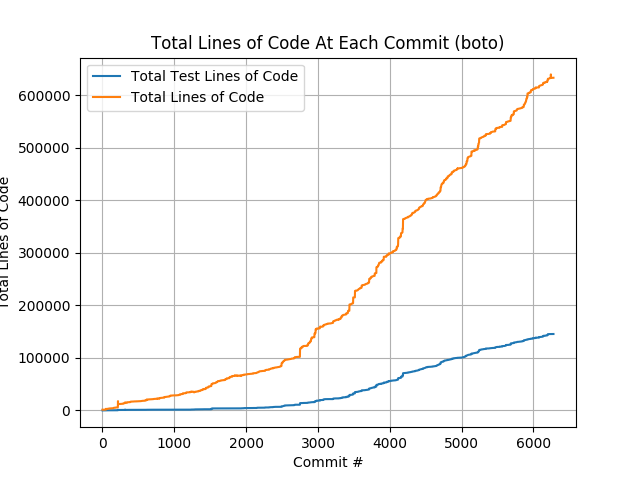 Total Lines of Code At Each Commit (boto)
Total Test Lines of Code
Total Lines of Code
600000
500000
400000
300000
200000
100000
0
Total Lines of Code
0 1000 2000 3000 4000 5000 6000
Commit #